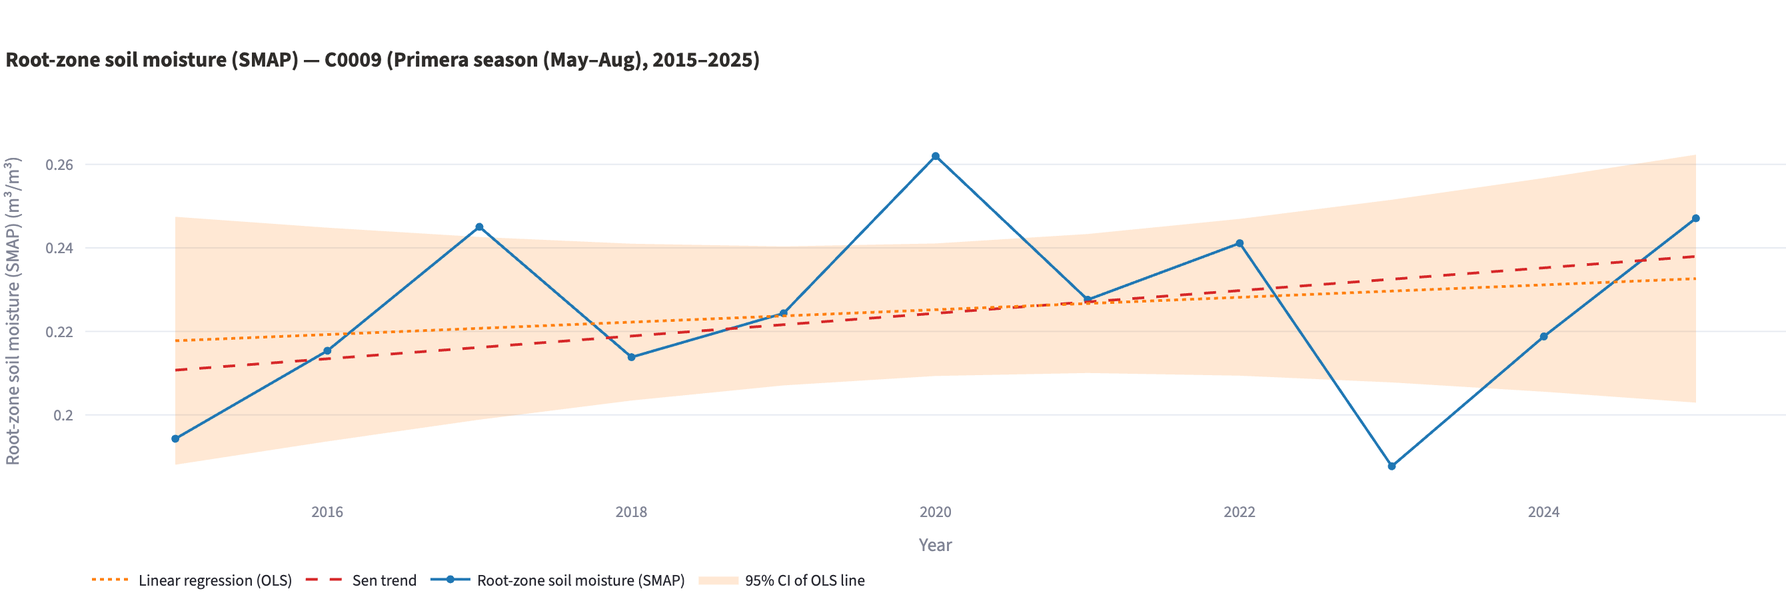 Root-zone soil moisture (SMAP) — C0009 (Primera season (May–Aug), 2015–2025)
Root-zone soil moisture (SMAP) (m³/m³)
0.26
0.24
0.22
0.2
2016 2018 2020 2022 2024
Year
Linear regression (OLS) Sen trend Root-zone soil moisture (SMAP) 95% CI of OLS line